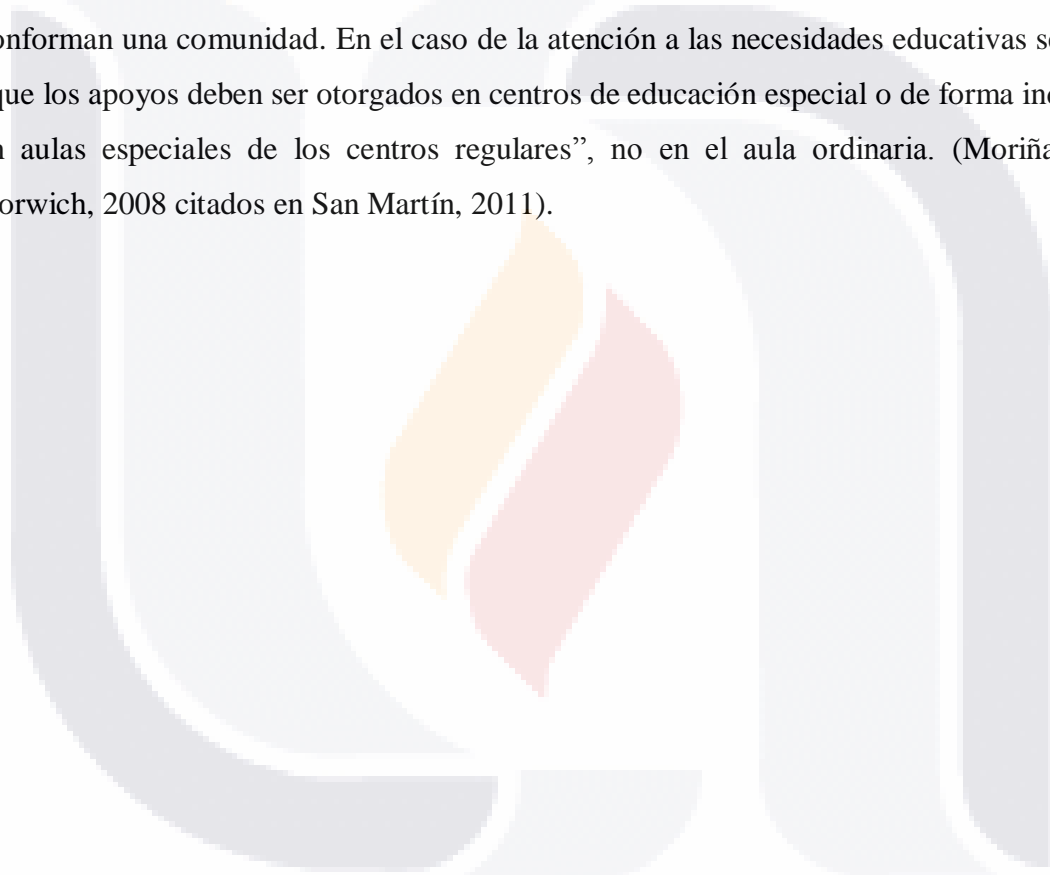 onforman una comunidad. En el caso de la atención a las necesidades educativas se
que los apoyos deben ser otorgados en centros de educación especial o de forma ind
n aulas especiales de los centros regulares”, no en el aula ordinaria. (Moriña
orwich, 2008 citados en San Martín, 2011).